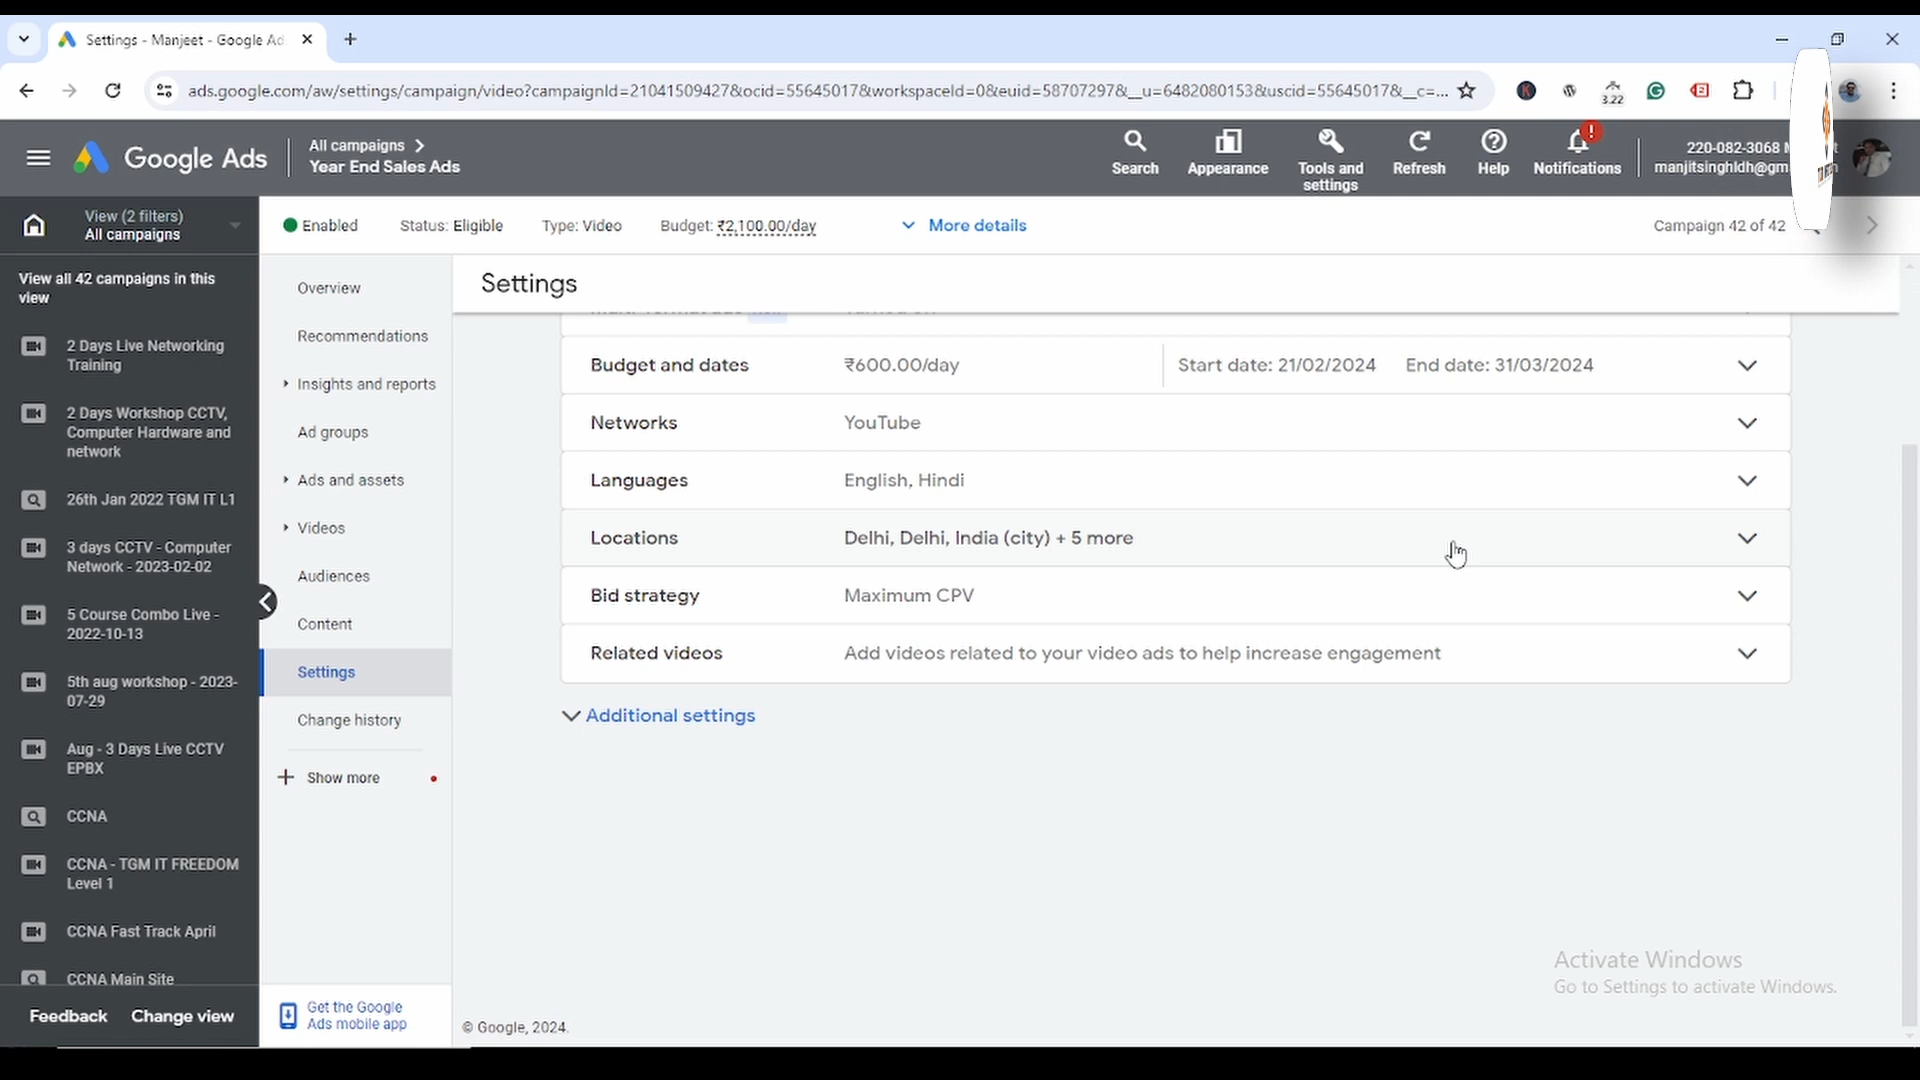 Settings - Manjeet - Google Ad
ads.google.com/aw/settings/campaign/video?campaignId=21041509427&ocid=55645017&workspaceId=0&euid=58707297&__u=6482080153&uscid=55645017&__c=...
3.22
Google Ads
All campaigns
Year End Sales Ads
Search
Appearance
Tools and
settings
Refresh
Help
Notifications
!
220-082-3068
manjitsinghldh@gm
View (2 filters)
All campaigns
Enabled
Status: Eligible
Type: Video
Budget: ₹2,100.00/day
More details
Campaign 42 of 42
View all 42 campaigns in this
view
2 Days Live Networking
Training
2 Days Workshop CCTV,
Computer Hardware and
network
26th Jan 2022 TGM IT L1
3 days CCTV - Computer
Network - 2023-02-02
5 Course Combo Live -
2022-10-13
5th aug workshop - 2023-
07-29
Aug - 3 Days Live CCTV
EPBX
CCNA
CCNA - TGM IT FREEDOM
Level 1
CCNA Fast Track April
CCNA Main Site
Feedback
Change view
Overview
Recommendations
Insights and reports
Ad groups
Ads and assets
Videos
Audiences
Content
Settings
Change history
Show more
Get the Google
Ads mobile app
Settings
Budget and dates
₹600.00/day
Start date: 21/02/2024
End date: 31/03/2024
Networks
YouTube
Languages
English, Hindi
Locations
Delhi, Delhi, India (city) + 5 more
Bid strategy
Maximum CPV
Related videos
Add videos related to your video ads to help increase engagement
Additional settings
Activate Windows
Go to Settings to activate Windows.
© Google, 2024.